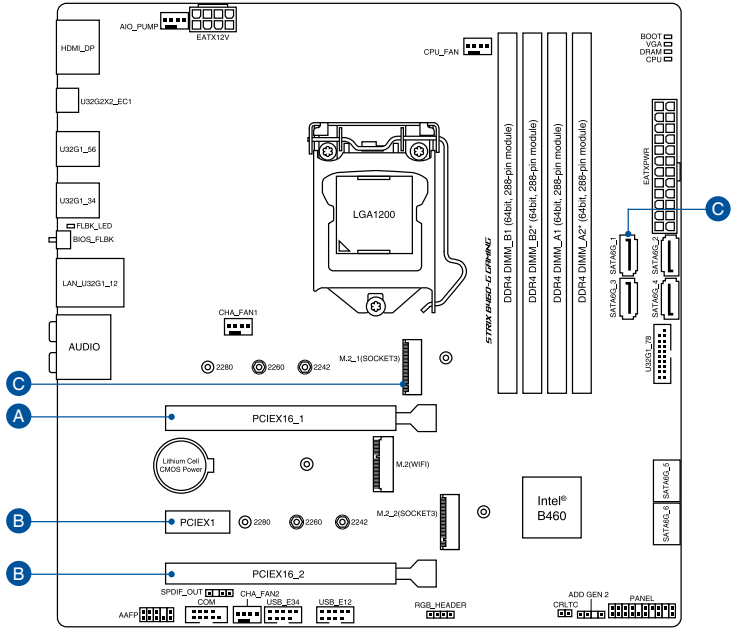 AIO_PUMP
EATX12V
BOOT
VGA
DRAM
CPU
HDMI_DP
CPU_FAN
U32G2X2_EC1
U32G1_56
U32G1_34
FLBK_LED
BIOS_FLBK
LAN_U32G1_12
AUDIO
LGA1200
STRIX B460-G GAMING
DDR4 DIMM_B1 (64bit, 288-pin module)
DDR4 DIMM_B2* (64bit, 288-pin module)
DDR4 DIMM_A1 (64bit, 288-pin module)
DDR4 DIMM_A2* (64bit, 288-pin module)
EATXPWR
C
SATA6G_1
SATA6G_2
SATA6G_3
SATA6G_4
U32G1_78
CHA_FAN1
2280
2260
2242
M.2_1(SOCKET3)
C
A
PCIEX16_1
Lithium Cell
CMOS Power
M.2(WIFI)
SATA6G_5
SATA6G_6
Intel®
B460
B
PCIEX1
2280
2260
2242
M.2_2(SOCKET3)
B
PCIEX16_2
SPDIF_OUT
AAFP
COM
CHA_FAN2
USB_E34
USB_E12
RGB_HEADER
CRLTC
ADD GEN 2
PANEL